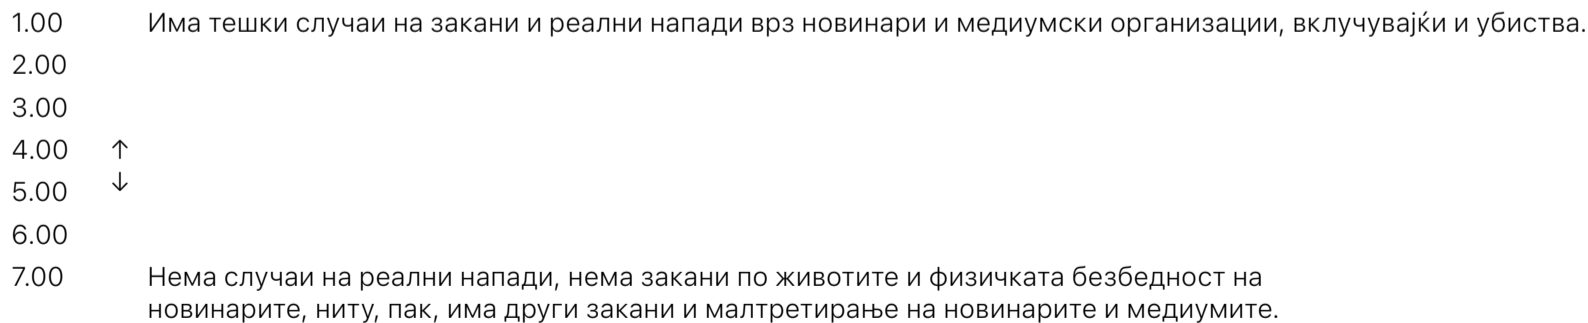 1.00 Има тешки случаи на закани и реални напади врз новинари и медиумски организации, вклучувајќи и убиства.
2.00
3.00
4.00 ↑
↓
5.00
6.00
7.00 Нема случаи на реални напади, нема закани по животите и физичката безбедност на
новинарите, ниту, пак, има други закани и малтретирање на новинарите и медиумите.